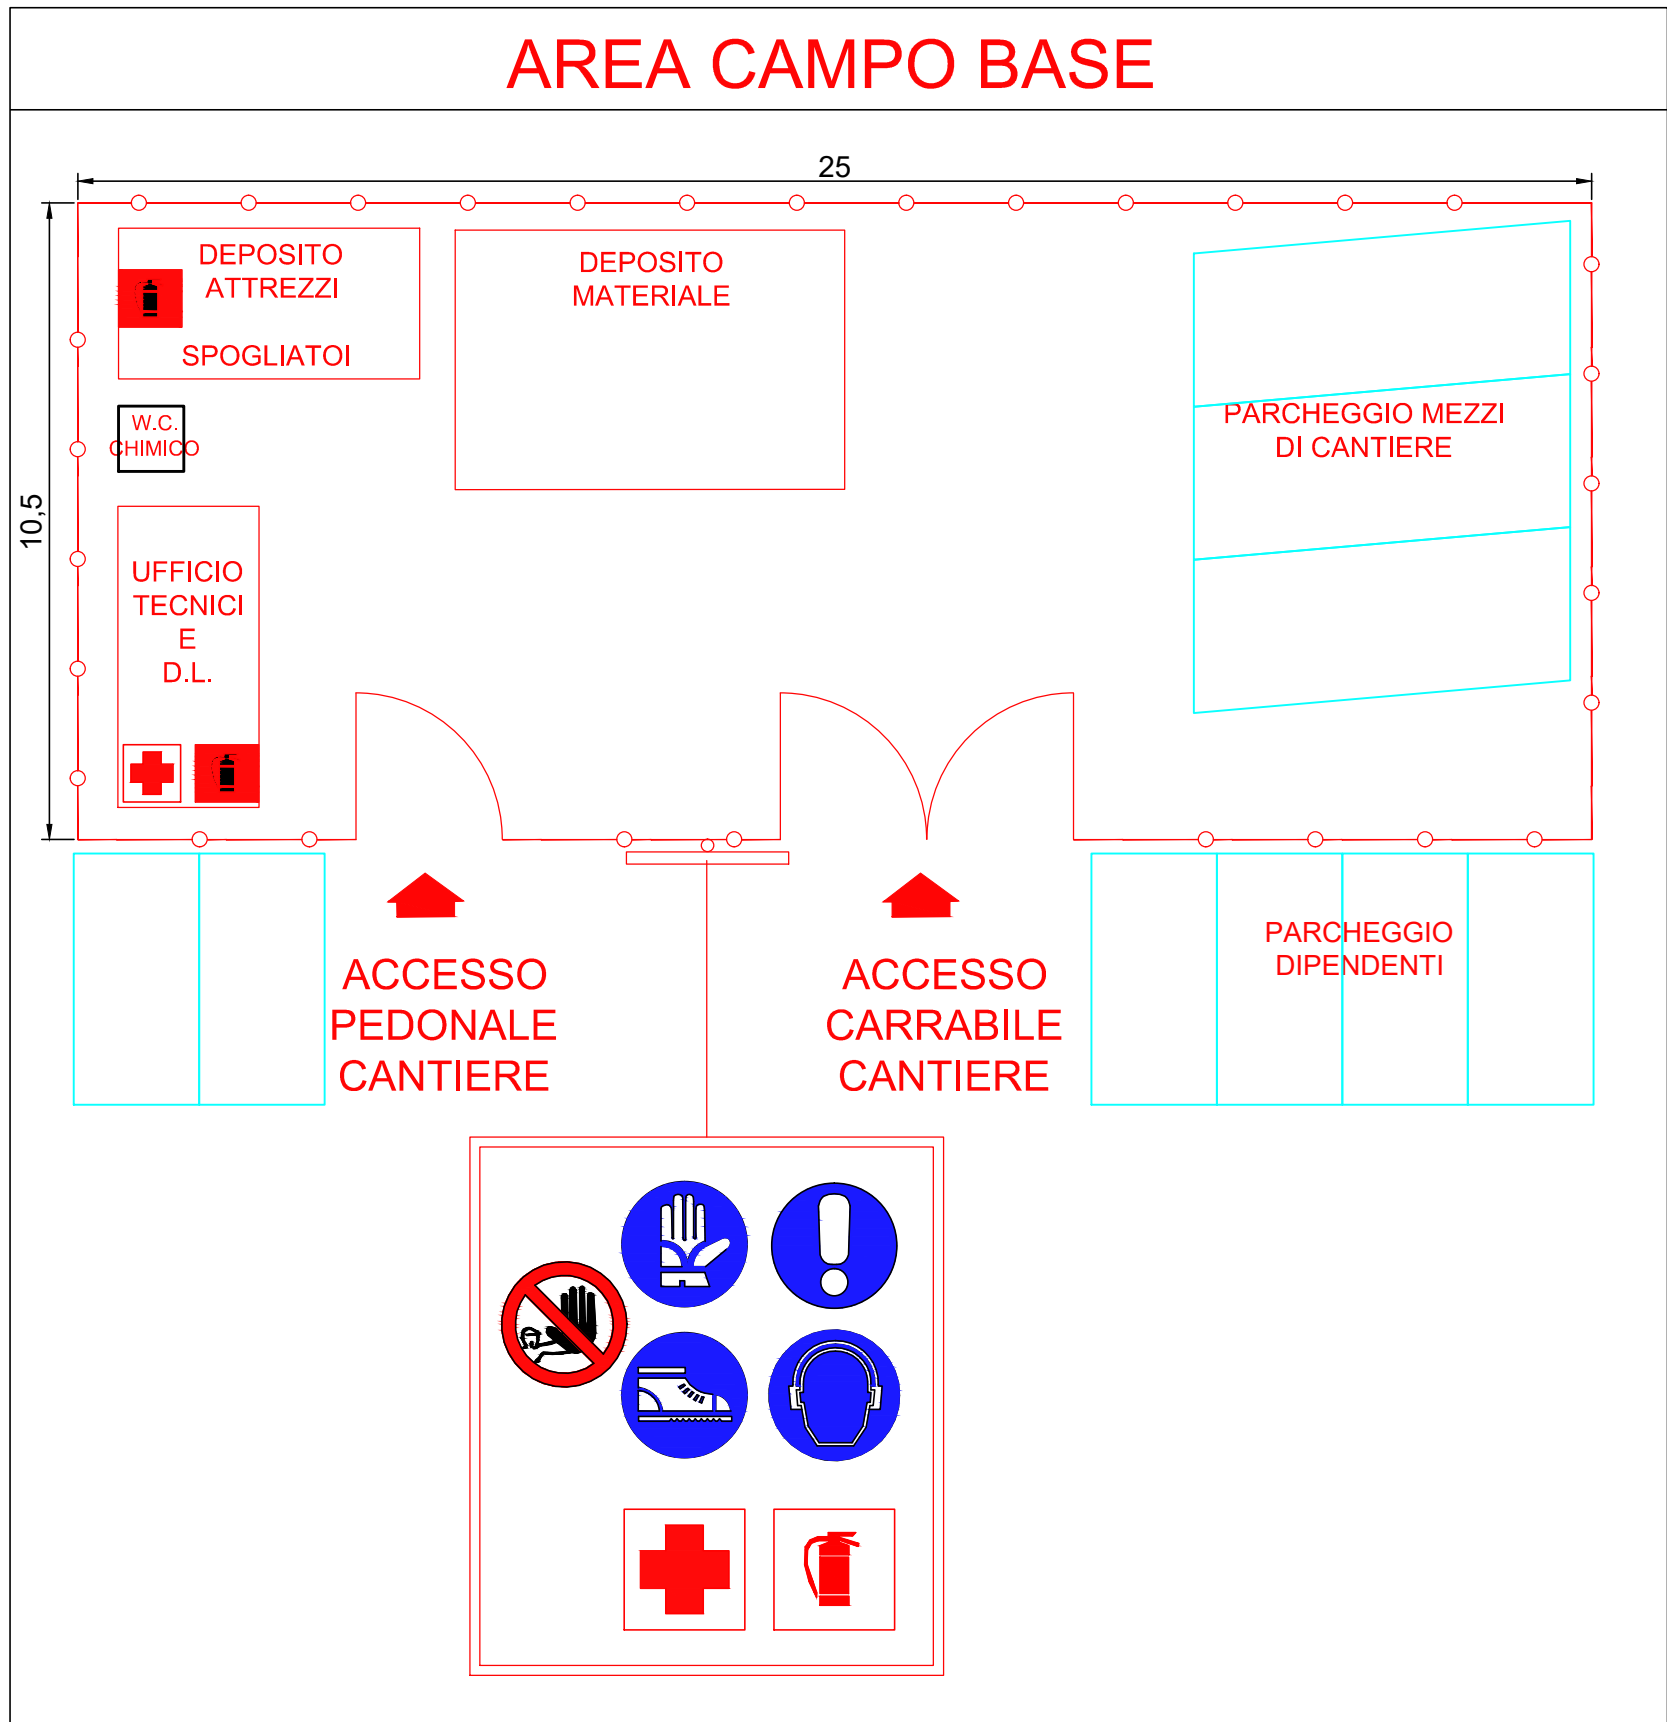 AREA CAMPO BASE
25
10,5
DEPOSITO
ATTREZZI
SPOGLIATOI
DEPOSITO
MATERIALE
W.C.
CHIMICO
PARCHEGGIO MEZZI
DI CANTIERE
UFFICIO
TECNICI
E
D.L.
ACCESSO
PEDONALE
CANTIERE
ACCESSO
CARRABILE
CANTIERE
PARCHEGGIO
DIPENDENTI